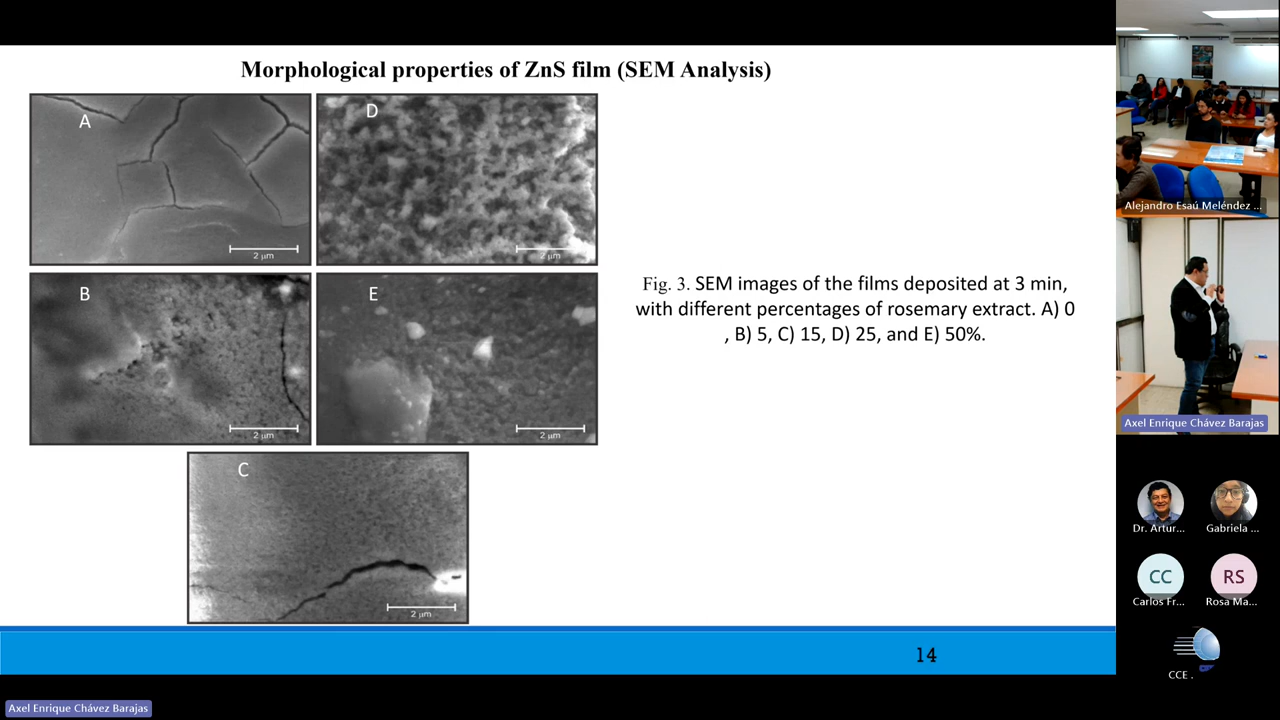 Morphological properties of ZnS film (SEM Analysis)
A
2 µm
D
2 µm
B
2 µm
E
2 µm
C
2 µm
Fig. 3. SEM images of the films deposited at 3 min,
with different percentages of rosemary extract. A) 0
, B) 5, C) 15, D) 25, and E) 50%.
14
Alejandro Esaú Meléndez ...
Axel Enrique Chávez Barajas
Dr. Artur...
Gabriela ...
CC
RS
Carlos Fr...
Rosa Ma...
CCE .
Axel Enrique Chávez Barajas